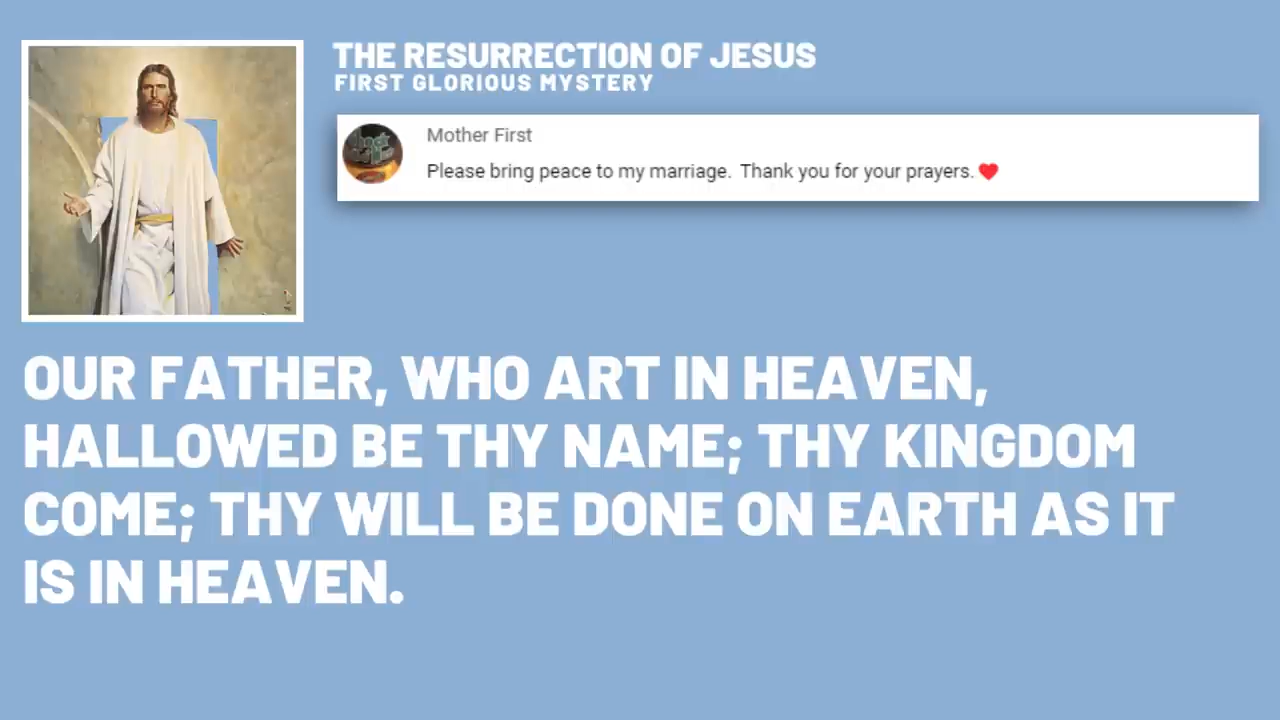 THE RESURRECTION OF JESUS
FIRST GLORIOUS MYSTERY
Mother First
Please bring peace to my marriage. Thank you for your prayers. ❤️
OUR FATHER, WHO ART IN HEAVEN,
HALLOWED BE THY NAME; THY KINGDOM
COME; THY WILL BE DONE ON EARTH AS IT
IS IN HEAVEN.